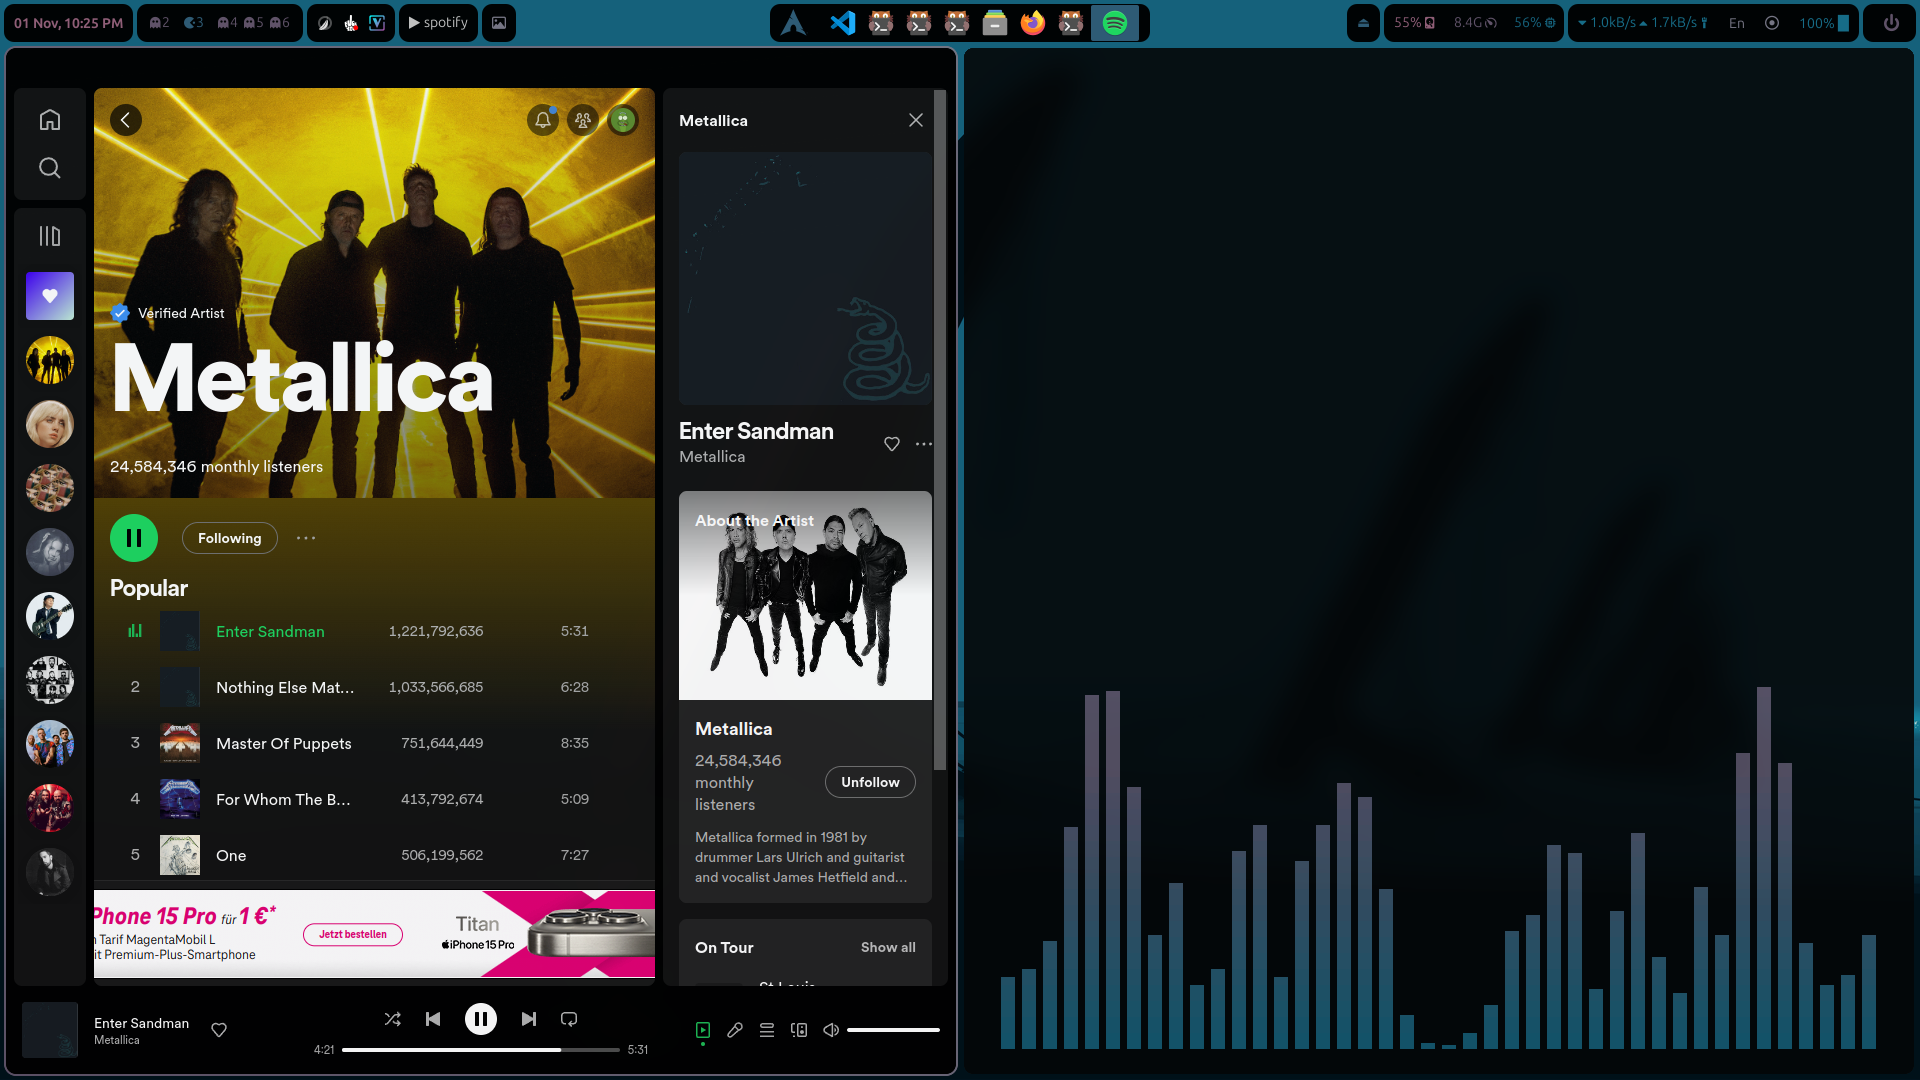 01 Nov, 10:25 PM
2 3 4 5 6
spotify
55% 8.4G 56%
1.0kB/s 1.7kB/s En 100%
Verified Artist
Metallica
24,584,346 monthly listeners
Following
Popular
Enter Sandman 1,221,792,636 5:31
2 Nothing Else Mat... 1,033,566,685 6:28
3 Master Of Puppets 751,644,449 8:35
4 For Whom The B... 413,792,674 5:09
5 One 506,199,562 7:27
Phone 15 Pro für 1 €*
Tarif MagentaMobil L
it Premium-Plus-Smartphone
Jetzt bestellen
Titan
iPhone 15 Pro
Metallica
Enter Sandman
Metallica
About the Artist
Metallica
24,584,346
monthly
listeners
Unfollow
Metallica formed in 1981 by
drummer Lars Ulrich and guitarist
and vocalist James Hetfield and...
On Tour Show all
St Louis
Enter Sandman
Metallica
4:21 5:31